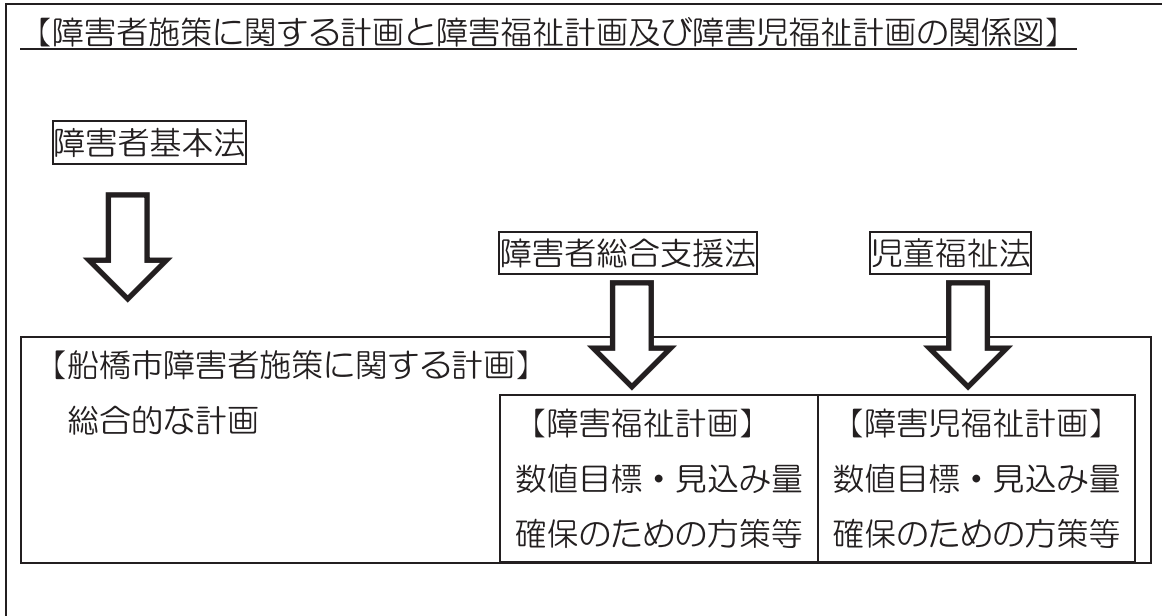 【障害者施策に関する計画と障害福祉計画及び障害児福祉計画の関係図】
障害者基本法
障害者総合支援法
児童福祉法
【船橋市障害者施策に関する計画】
総合的な計画
【障害福祉計画】
数値目標・見込み量
確保のための方策等
【障害児福祉計画】
数値目標・見込み量
確保のための方策等